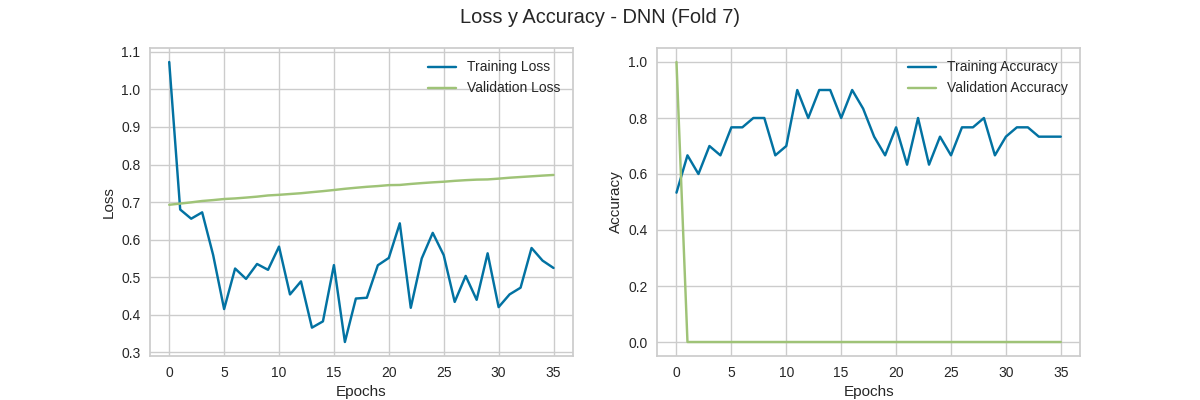 Loss y Accuracy - DNN (Fold 7)
1.1
1.0
0.9
0.8
0.7
0.6
0.5
0.4
0.3
Loss
Training Loss
Validation Loss
0 5 10 15 20 25 30 35
Epochs
1.0
0.8
0.6
0.4
0.2
0.0
Accuracy
Training Accuracy
Validation Accuracy
0 5 10 15 20 25 30 35
Epochs